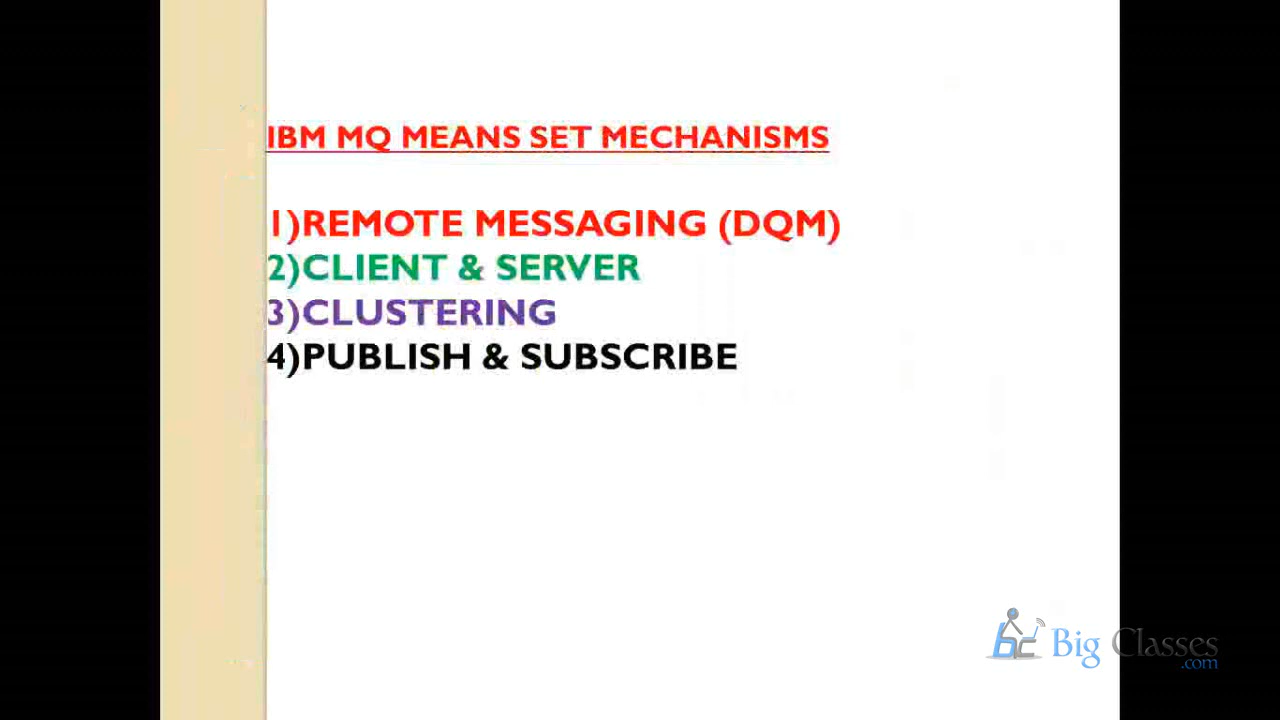 IBM MQ MEANS SET MECHANISMS
1)REMOTE MESSAGING (DQM)
2)CLIENT & SERVER
3)CLUSTERING
4)PUBLISH & SUBSCRIBE
bc Big Classes
.com